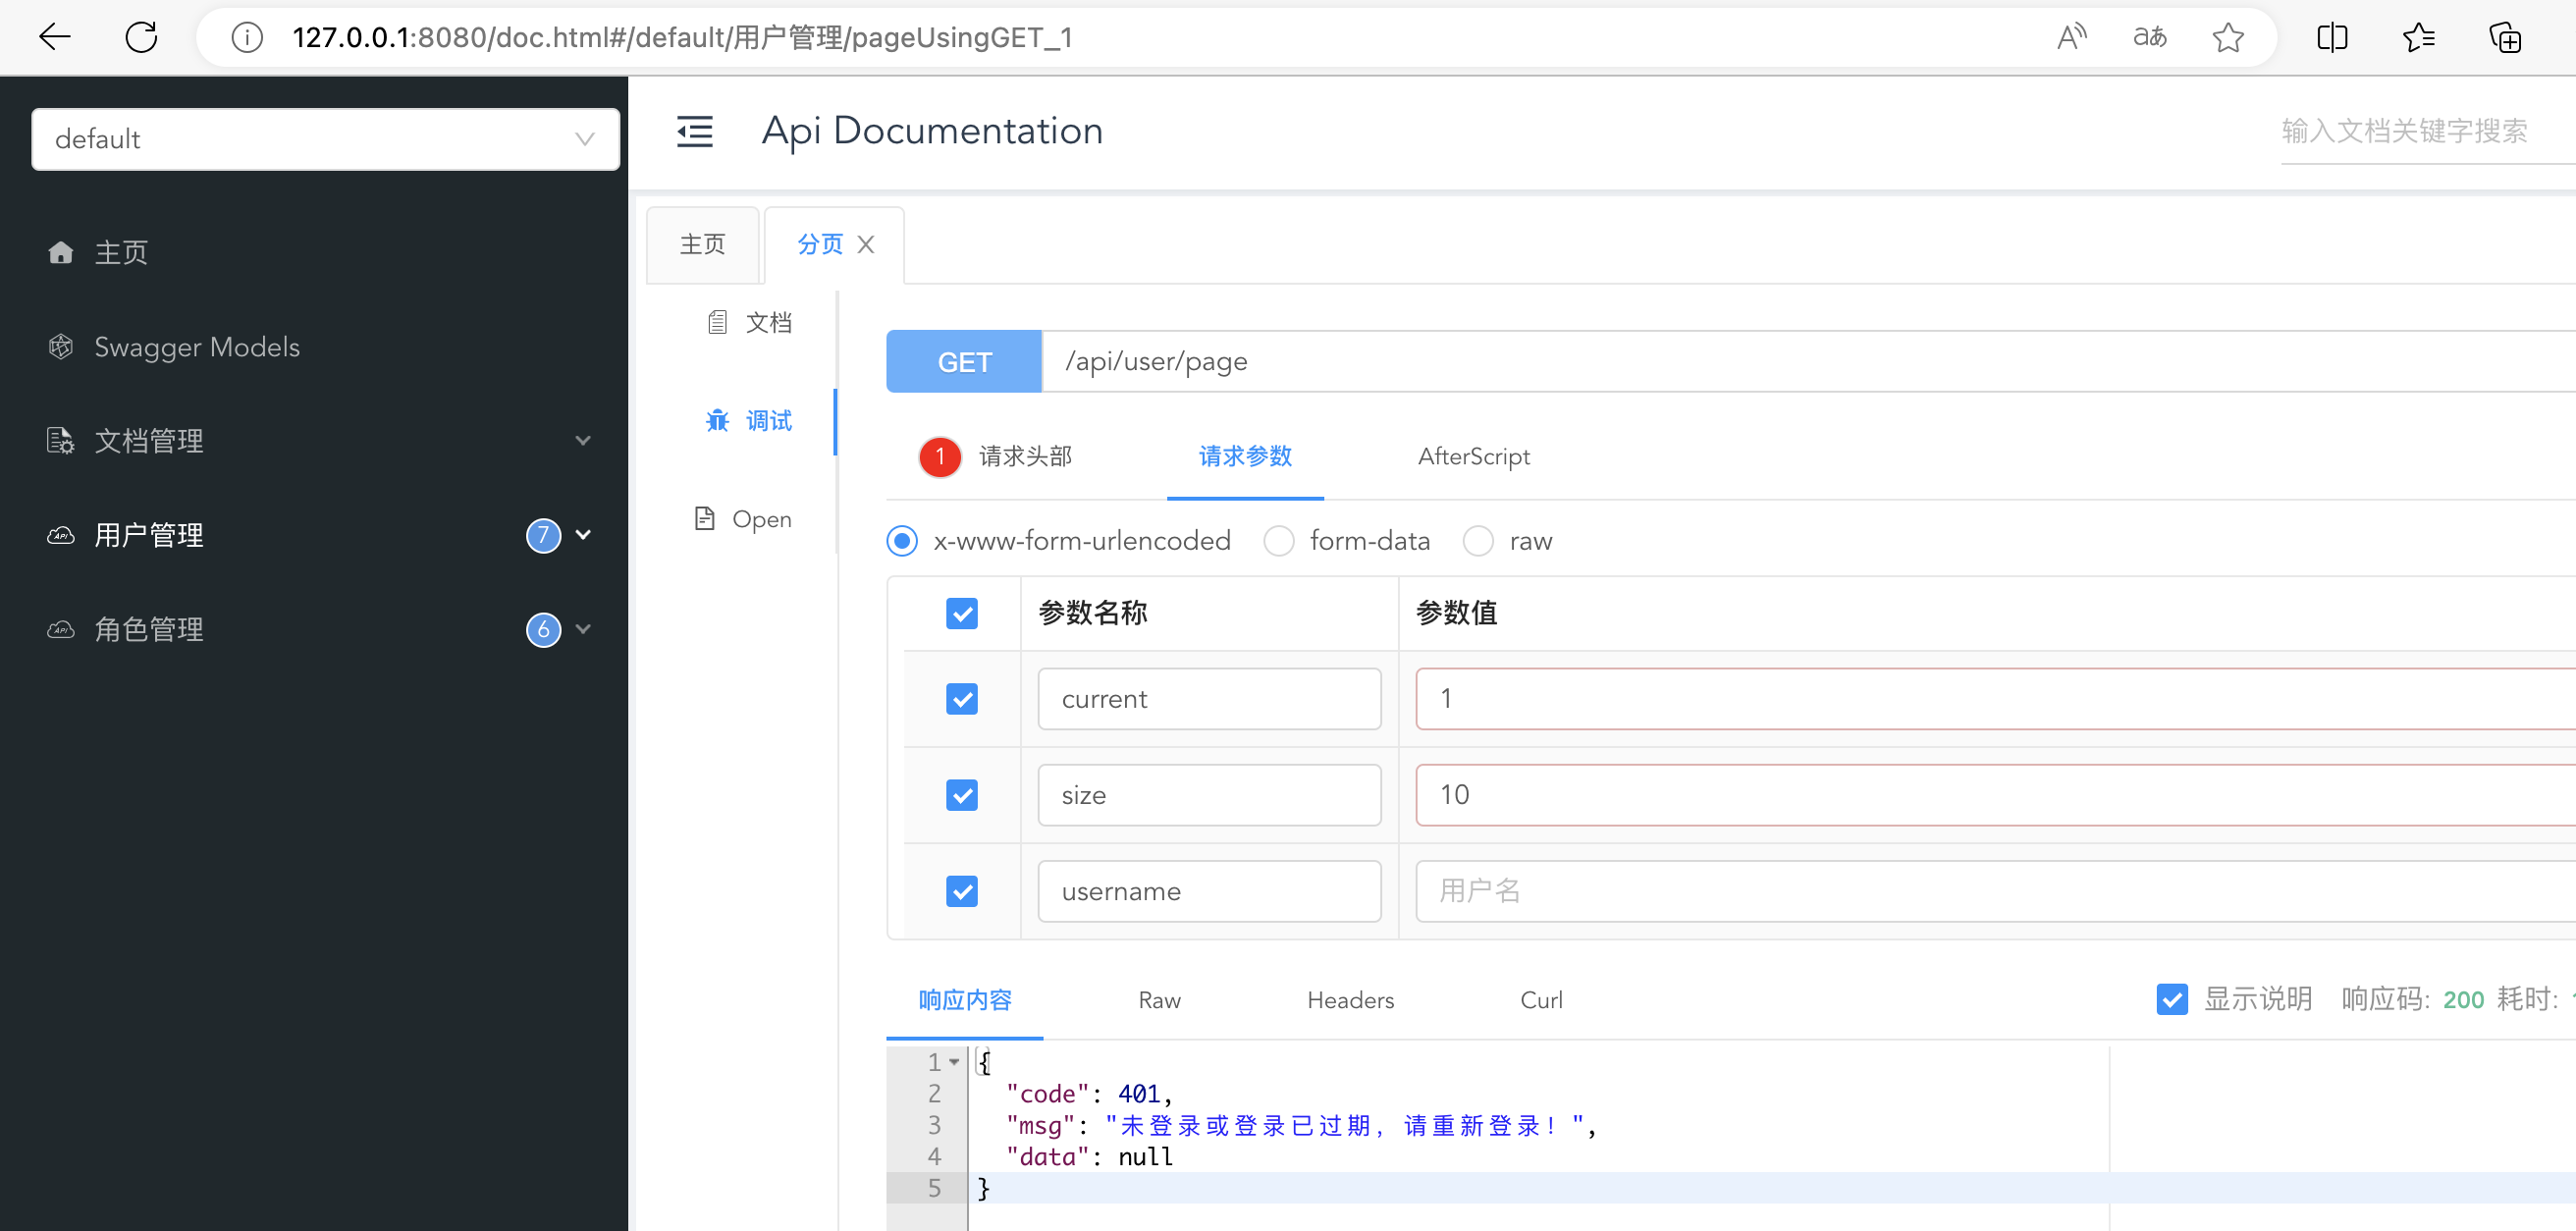 127.0.0.1:8080/doc.html#/default/用户管理/pageUsingGET_1
default
主页
Swagger Models
文档管理
用户管理 7
角色管理 6
Api Documentation
输入文档关键字搜索
主页 分页
文档
调试
Open
GET /api/user/page
1 请求头部 请求参数 AfterScript
x-www-form-urlencoded form-data raw
参数名称 参数值
current 1
size 10
username 用户名
响应内容 Raw Headers Curl 显示说明 响应码: 200 耗时:
1 {
2 "code": 401,
3 "msg": "未登录或登录已过期, 请重新登录! ",
4 "data": null
5 }